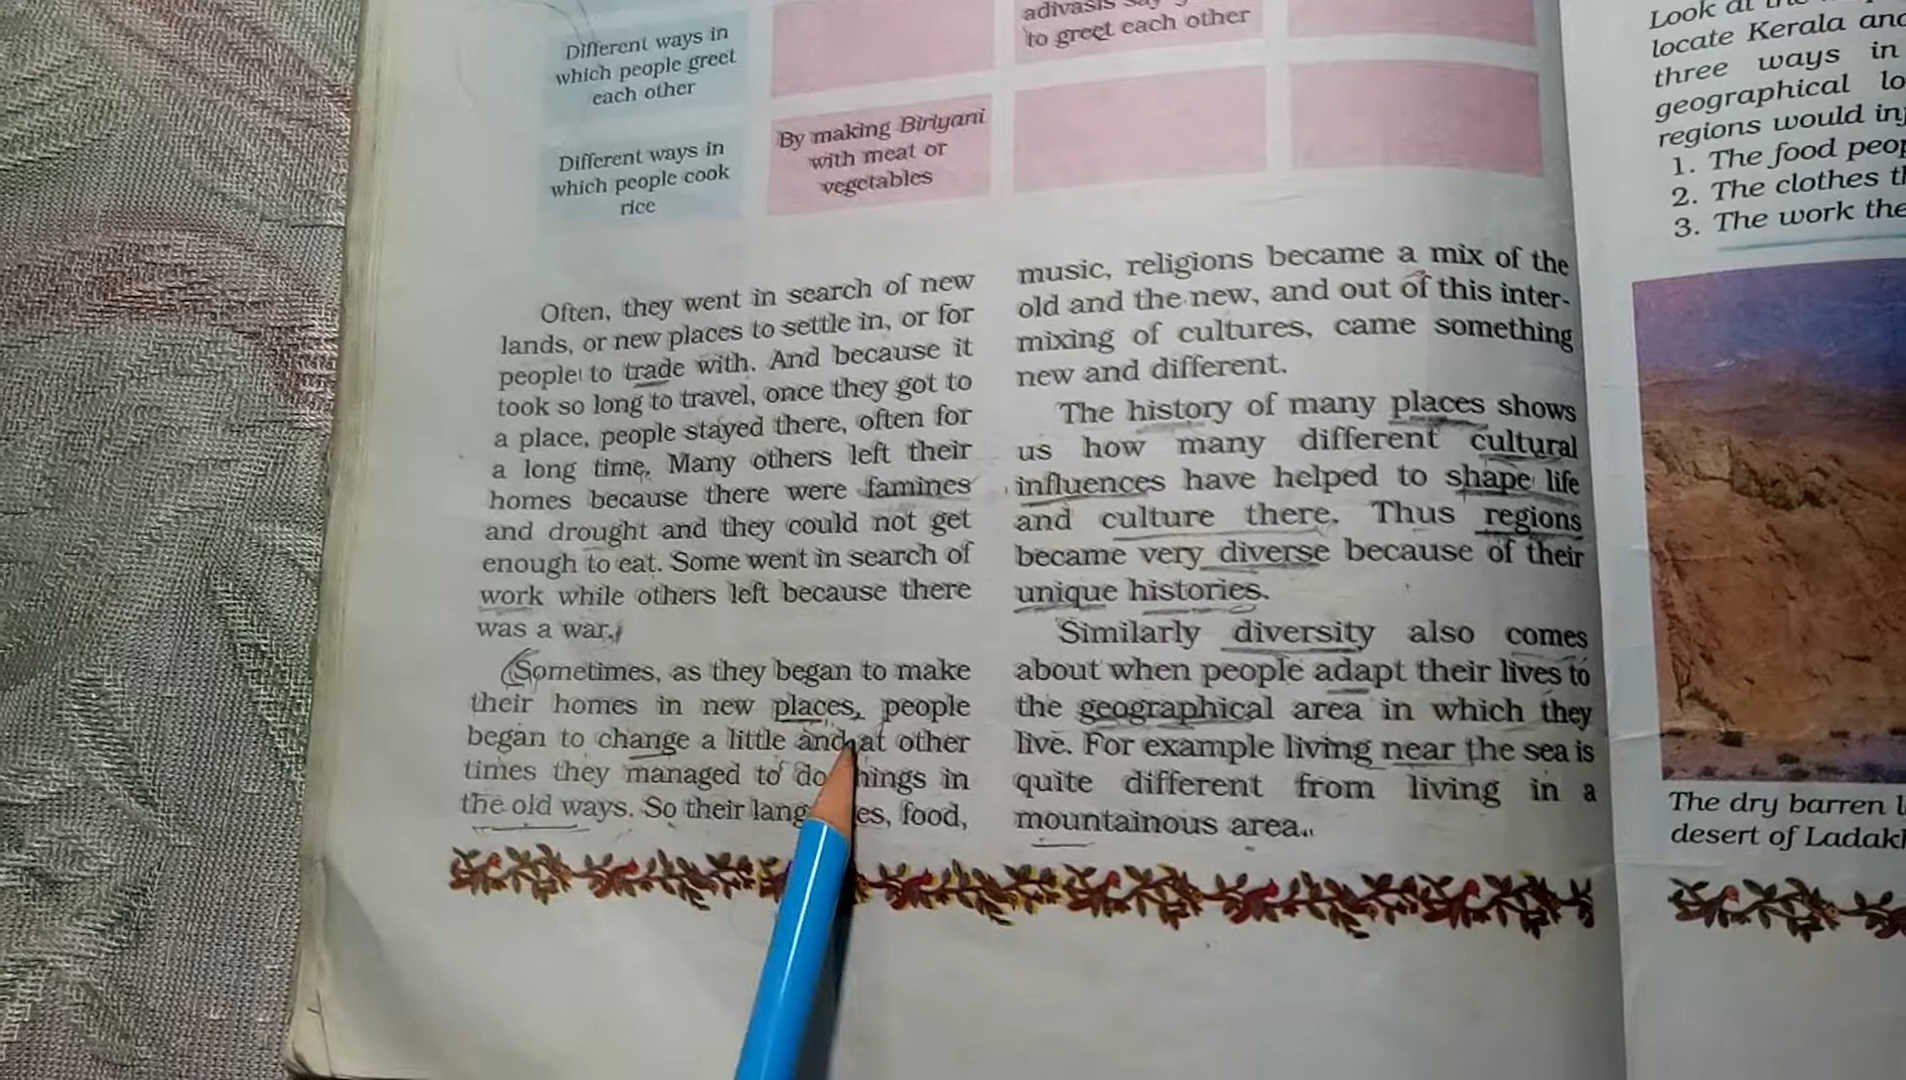 Different ways in
which people greet
each other
adivasis say
to greet each other
Different ways in
which people cook
rice
By making Biriyani
with meat or
vegetables
Often, they went in search of new
lands, or new places to settle in, or for
people to trade with. And because it
took so long to travel, once they got to
a place, people stayed there, often for
a long time. Many others left their
homes because there were famines
and drought and they could not get
enough to eat. Some went in search of
work while others left because there
was a war.
Sometimes, as they began to make
their homes in new places, people
began to change a little and at other
times they managed to do hings in
the old ways. So their lang es, food,
music, religions became a mix of the
old and the new, and out of this inter-
mixing of cultures, came something
new and different.
The history of many places shows
us how many different cultural
influences have helped to shape life
and culture there. Thus regions
became very diverse because of their
unique histories.
Similarly diversity also comes
about when people adapt their lives to
the geographical area in which they
live. For example living near the sea is
quite different from living in a
mountainous area.
Look at
locate Kerala and
three ways in
geographical lo
regions would
1. The food
2. The clothes
3. The work
The dry barren
desert of Ladakh